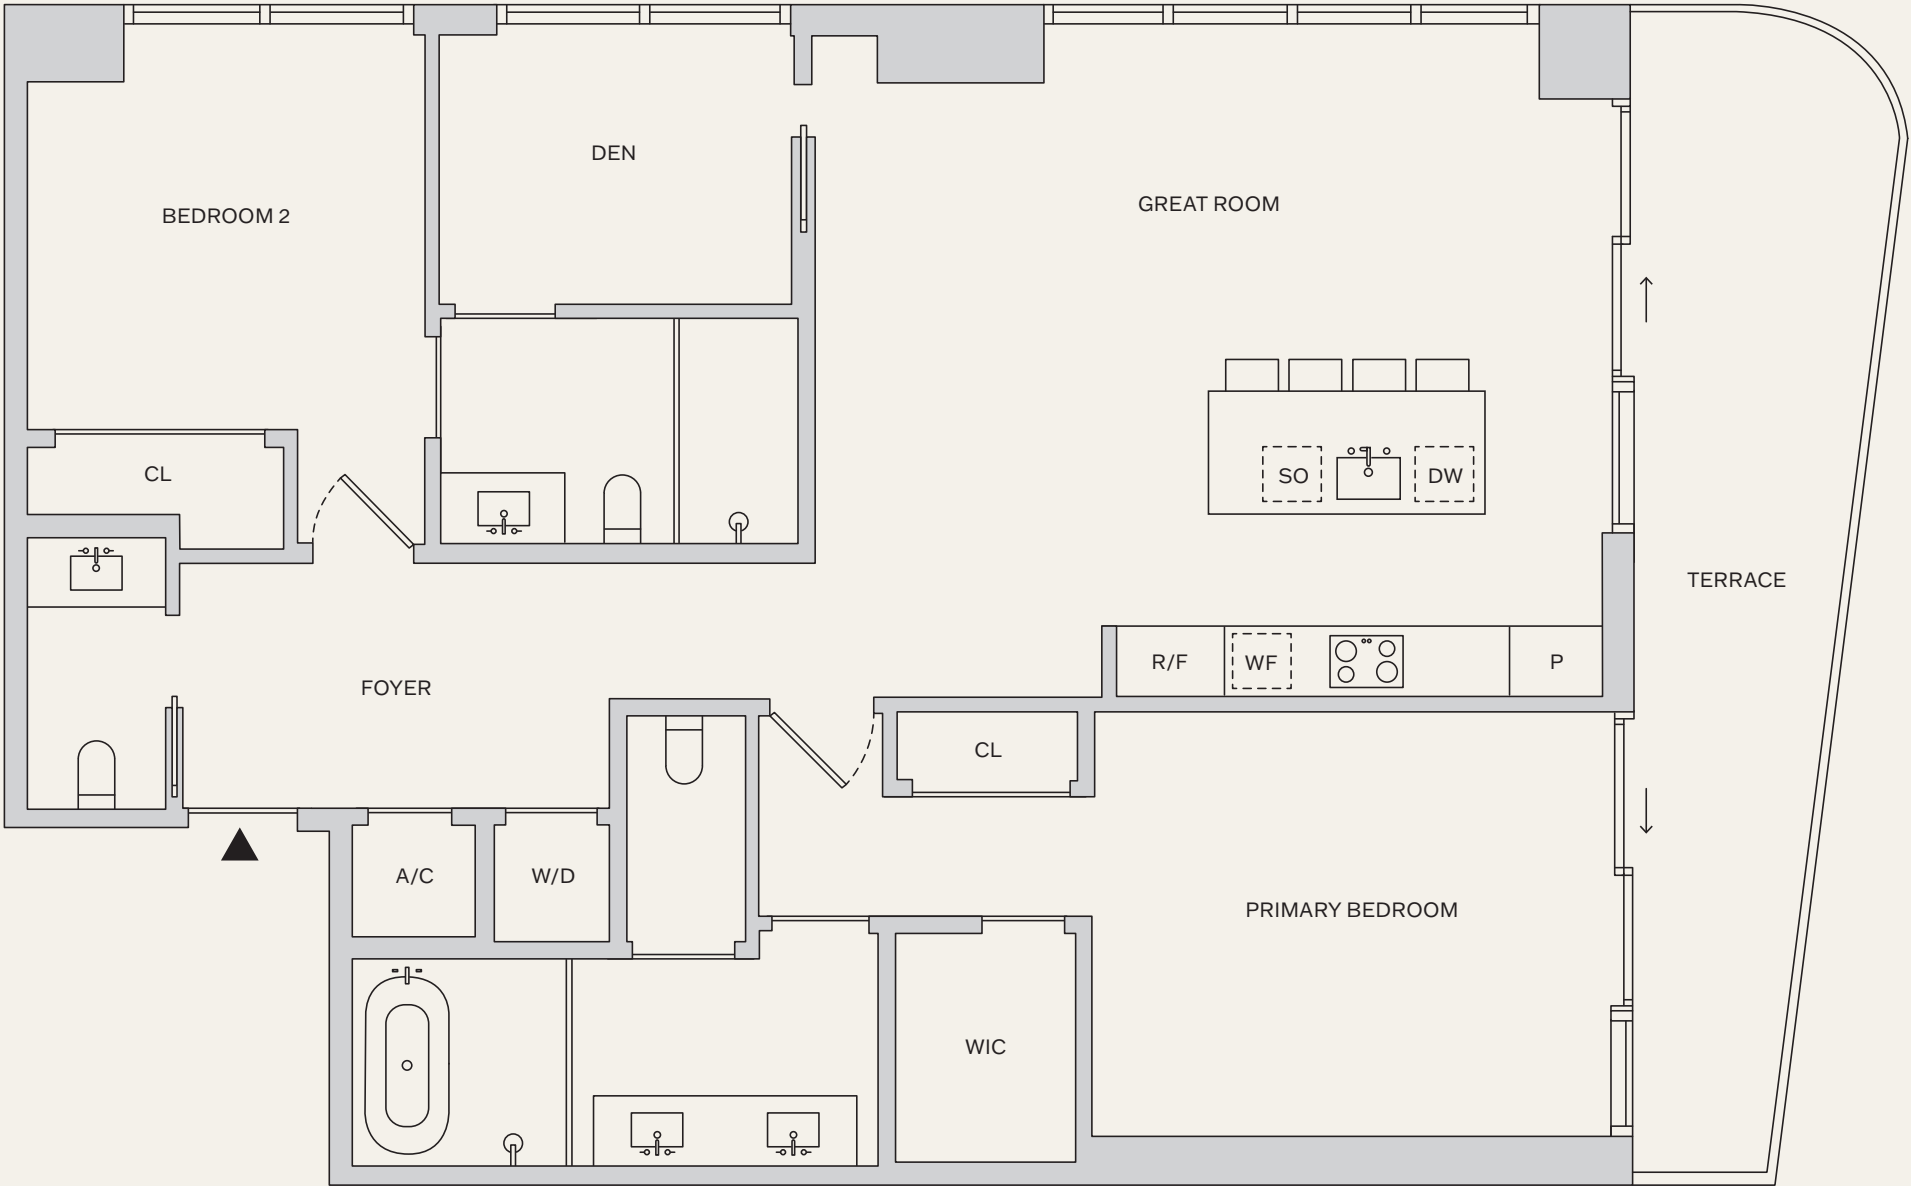 DEN
GREAT ROOM
BEDROOM 2
CL
SO
DW
TERRACE
R/F
WF
P
FOYER
CL
A/C
W/D
PRIMARY BEDROOM
WIC